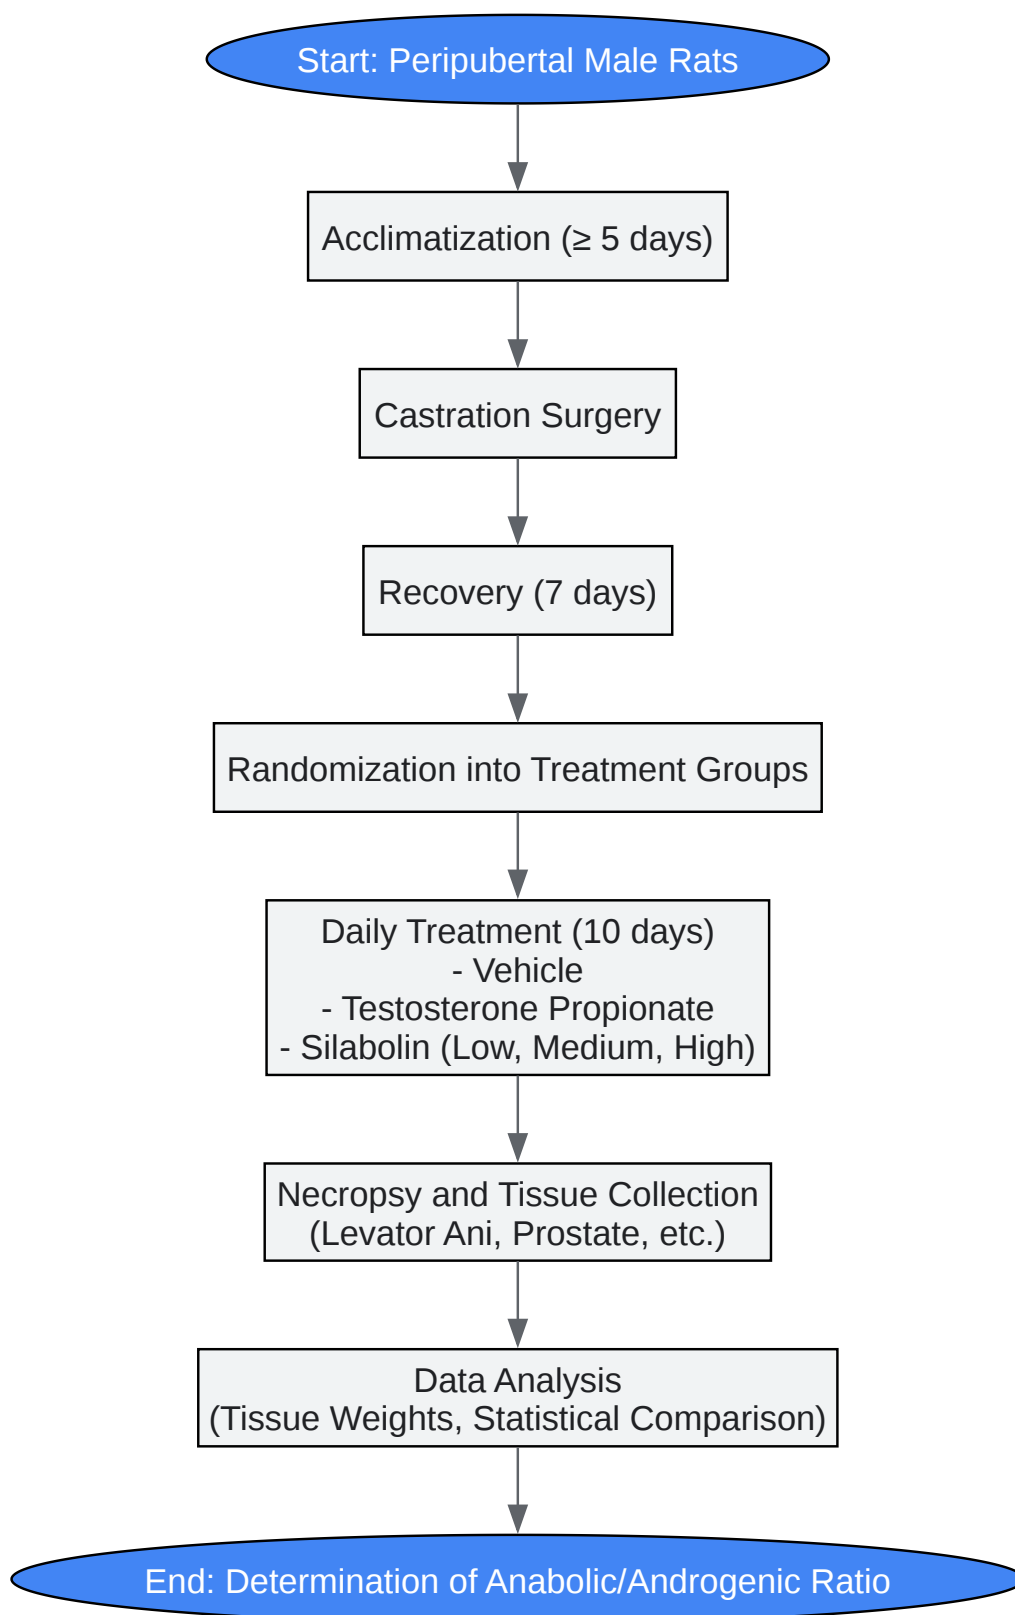 Start: Peripubertal Male Rats
Acclimatization (≥ 5 days)
Castration Surgery
Recovery (7 days)
Randomization into Treatment Groups
Daily Treatment (10 days)
- Vehicle
- Testosterone Propionate
- Silabolin (Low, Medium, High)
Necropsy and Tissue Collection
(Levator Ani, Prostate, etc.)
Data Analysis
(Tissue Weights, Statistical Comparison)
End: Determination of Anabolic/Androgenic Ratio